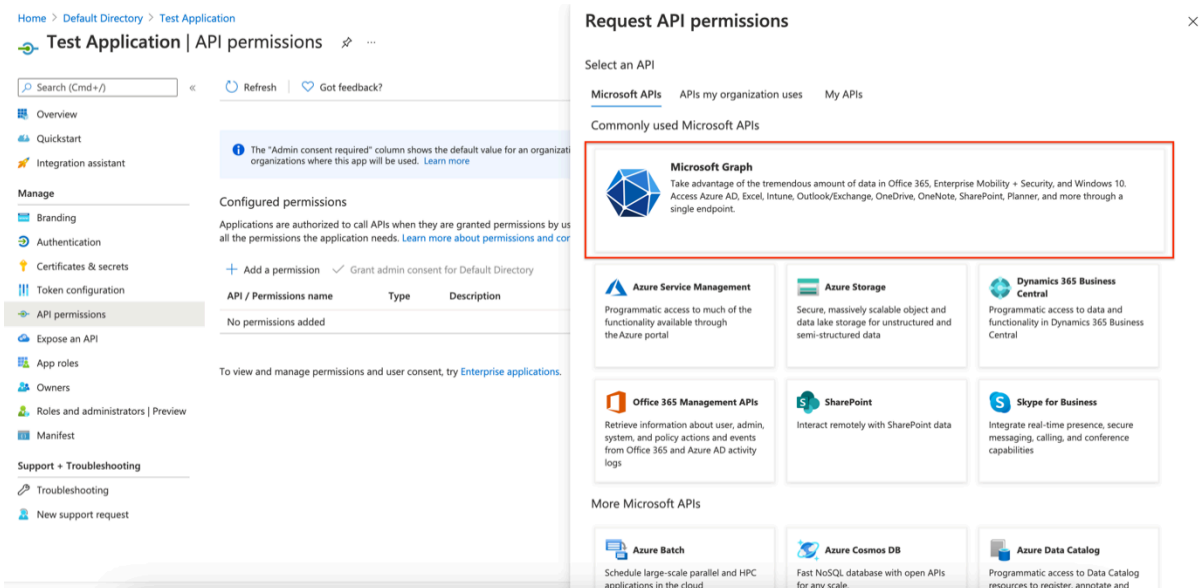 Home > Default Directory > Test Application
Test Application | API permissions
Search (Cmd+/)
«
Overview
Quickstart
Integration assistant
Manage
Branding
Authentication
Certificates & secrets
Token configuration
API permissions
Expose an API
App roles
Owners
Roles and administrators | Preview
Manifest
Support + Troubleshooting
Troubleshooting
New support request
Refresh
Got feedback?
The "Admin consent required" column shows the default value for an organizati
organizations where this app will be used. Learn more
Configured permissions
Applications are authorized to call APIs when they are granted permissions by us
all the permissions the application needs. Learn more about permissions and cor
Add a permission
Grant admin consent for Default Directory
API / Permissions name Type Description
No permissions added
To view and manage permissions and user consent, try Enterprise applications.
Request API permissions
Select an API
Microsoft APIs APIs my organization uses My APIs
Commonly used Microsoft APIs
Microsoft Graph
Take advantage of the tremendous amount of data in Office 365, Enterprise Mobility + Security, and Windows 10.
Access Azure AD, Excel, Intune, Outlook/Exchange, OneDrive, OneNote, SharePoint, Planner, and more through a
single endpoint.
Azure Service Management
Programmatic access to much of the
functionality available through
the Azure portal
Azure Storage
Secure, massively scalable object and
data lake storage for unstructured and
semi-structured data
Dynamics 365 Business
Central
Programmatic access to data and
functionality in Dynamics 365 Business
Central
Office 365 Management APIs
Retrieve information about user, admin,
system, and policy actions and events
from Office 365 and Azure AD activity
logs
SharePoint
Interact remotely with SharePoint data
Skype for Business
Integrate real-time presence, secure
messaging, calling, and conference
capabilities
More Microsoft APIs
Azure Batch
Schedule large-scale parallel and HPC
applications in the cloud
Azure Cosmos DB
Fast NoSQL database with open APIs
for any scale.
Azure Data Catalog
Programmatic access to Data Catalog
resources to register, annotate and